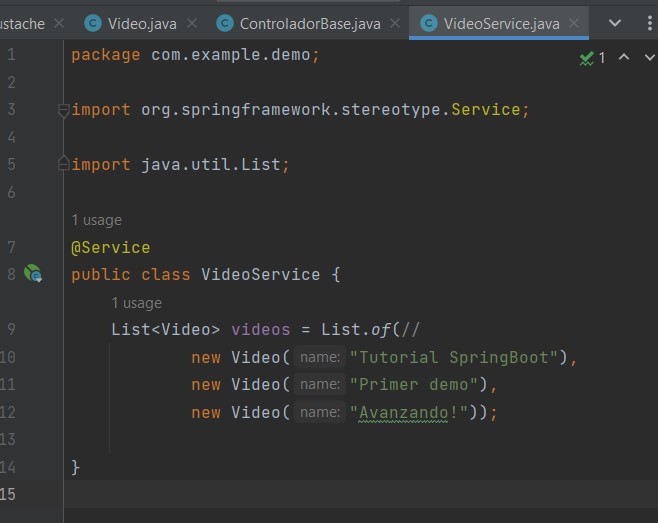 ustache Video.java ControladorBase.java VideoService.java
1 package com.example.demo; 1
2
3 import org.springframework.stereotype.Service;
4
5 import java.util.List;
6
1 usage
7 @Service
8 public class VideoService {
1 usage
9 List<Video> videos = List.of(//
10 new Video( name: "Tutorial SpringBoot"),
11 new Video( name: "Primer demo"),
12 new Video( name: "Avanzando!"));
13
14 }
15